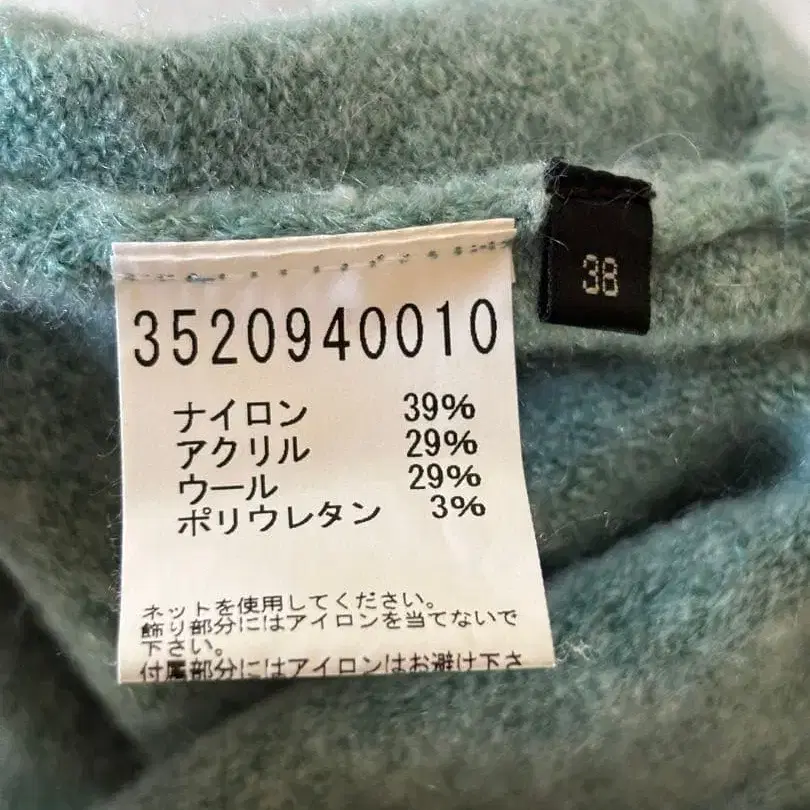 38
3520940010
ナイロン 39%
アクリル 29%
ウール 29%
ポリウレタン 3%
ネットを使用してください。
飾り部分にはアイロンを当てないで
下さい。
付属部分にはアイロンはお避け下さ